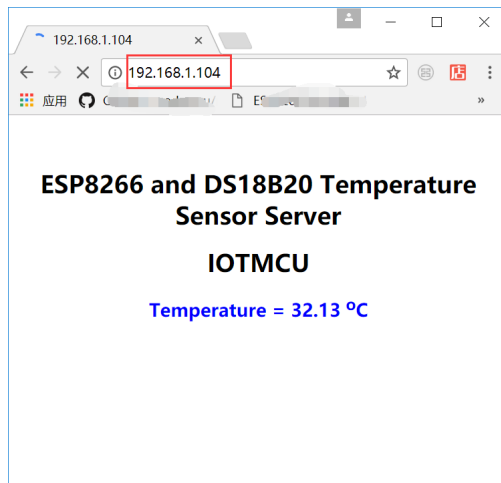 192.168.1.104
192.168.1.104
应用
ESP8266 and DS18B20 Temperature
Sensor Server
IOTMCU
Temperature = 32.13 °C